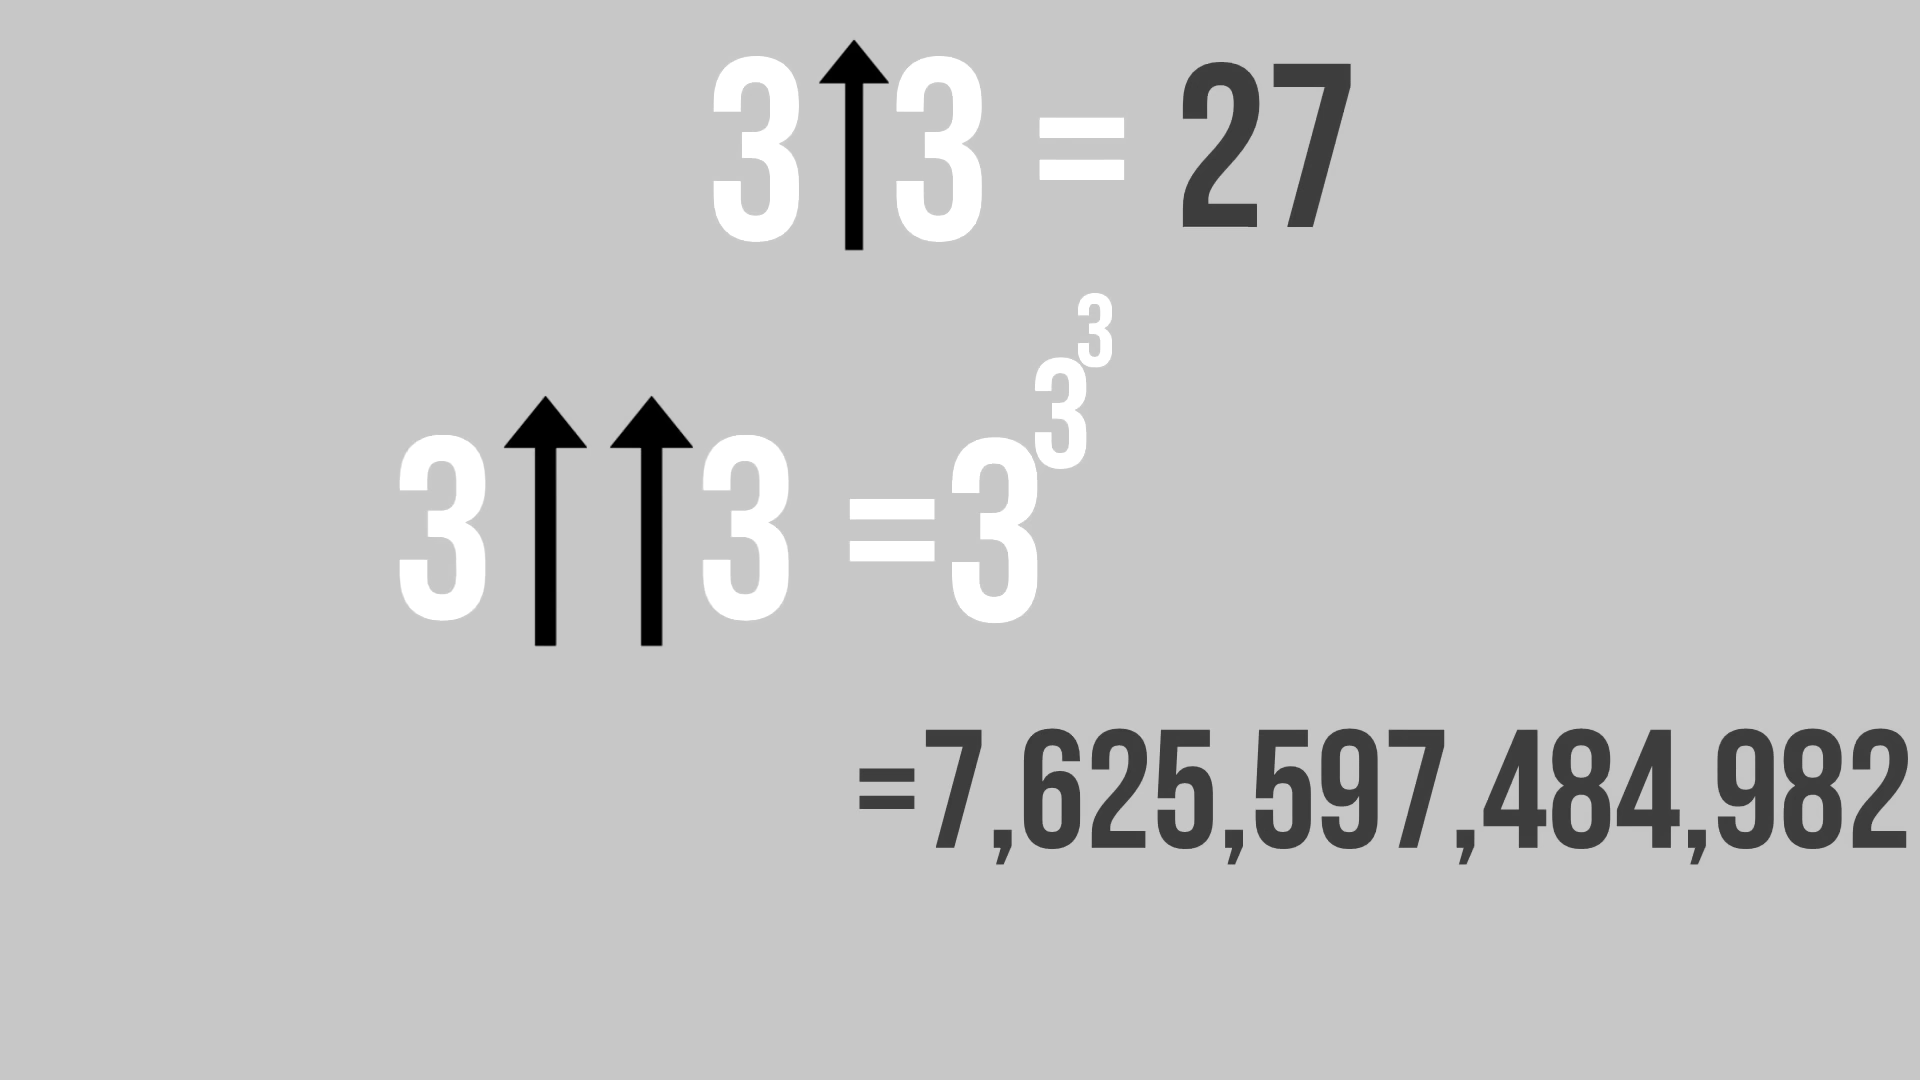 3↑3 = 27
3↑↑3 =3^3^3
=7,625,597,484,982